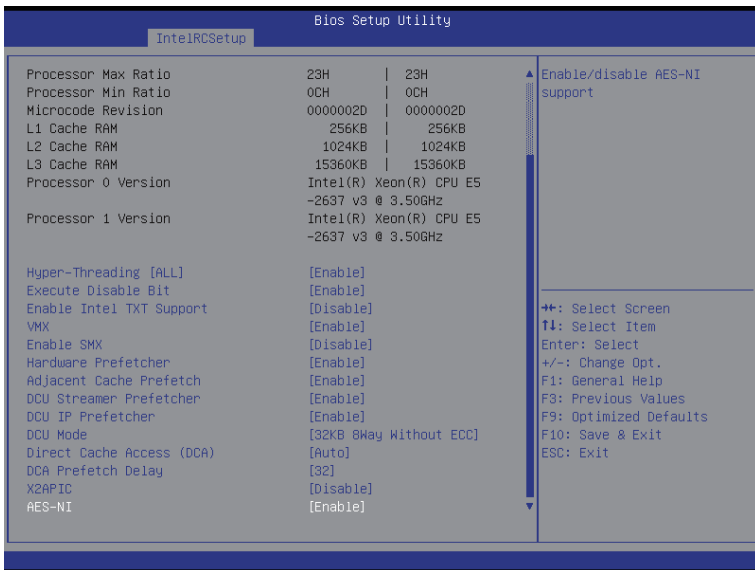 Bios Setup Utility
IntelRCSetup
Processor Max Ratio 23H | 23H
Processor Min Ratio 0CH | 0CH
Microcode Revision 0000002D | 0000002D
L1 Cache RAM 256KB | 256KB
L2 Cache RAM 1024KB | 1024KB
L3 Cache RAM 15360KB | 15360KB
Processor 0 Version Intel(R) Xeon(R) CPU E5
-2637 v3 @ 3.50GHz
Processor 1 Version Intel(R) Xeon(R) CPU E5
-2637 v3 @ 3.50GHz
Hyper-Threading [ALL] [Enable]
Execute Disable Bit [Enable]
Enable Intel TXT Support [Disable]
VMX [Enable]
Enable SMX [Disable]
Hardware Prefetcher [Enable]
Adjacent Cache Prefetch [Enable]
DCU Streamer Prefetcher [Enable]
DCU IP Prefetcher [Enable]
DCU Mode [32KB 8Way Without ECC]
Direct Cache Access (DCA) [Auto]
DCA Prefetch Delay [32]
X2APIC [Disable]
AES-NI [Enable]
Enable/disable AES-NI
support
→←: Select Screen
↑↓: Select Item
Enter: Select
+/-: Change Opt.
F1: General Help
F3: Previous Values
F9: Optimized Defaults
F10: Save & Exit
ESC: Exit